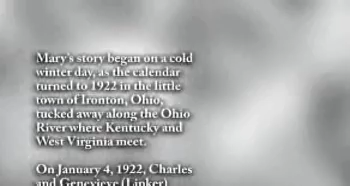 Mary's story began on a cold
winter day, as the calendar
turned to 1922 in the little
town of Ironton, Ohio,
tucked away along the Ohio
River where Kentucky and
West Virginia meet.
On January 4, 1922, Charles
and Genevieve (Linker)